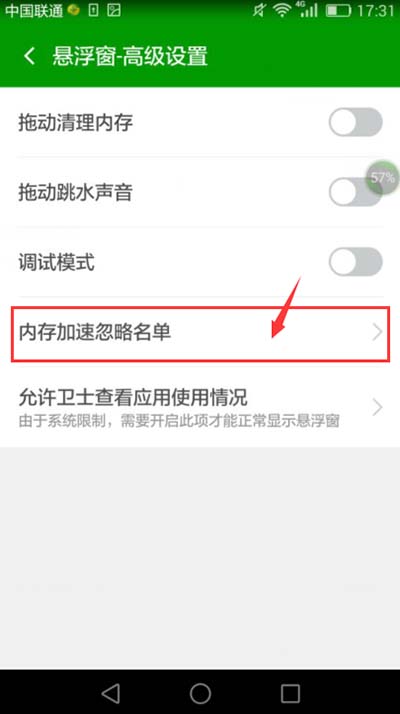 中国联通 4G 17:31
悬浮窗-高级设置
拖动清理内存
57%
拖动跳水声音
调试模式
内存加速忽略名单
允许卫士查看应用使用情况
由于系统限制，需要开启此项才能正常显示悬浮窗